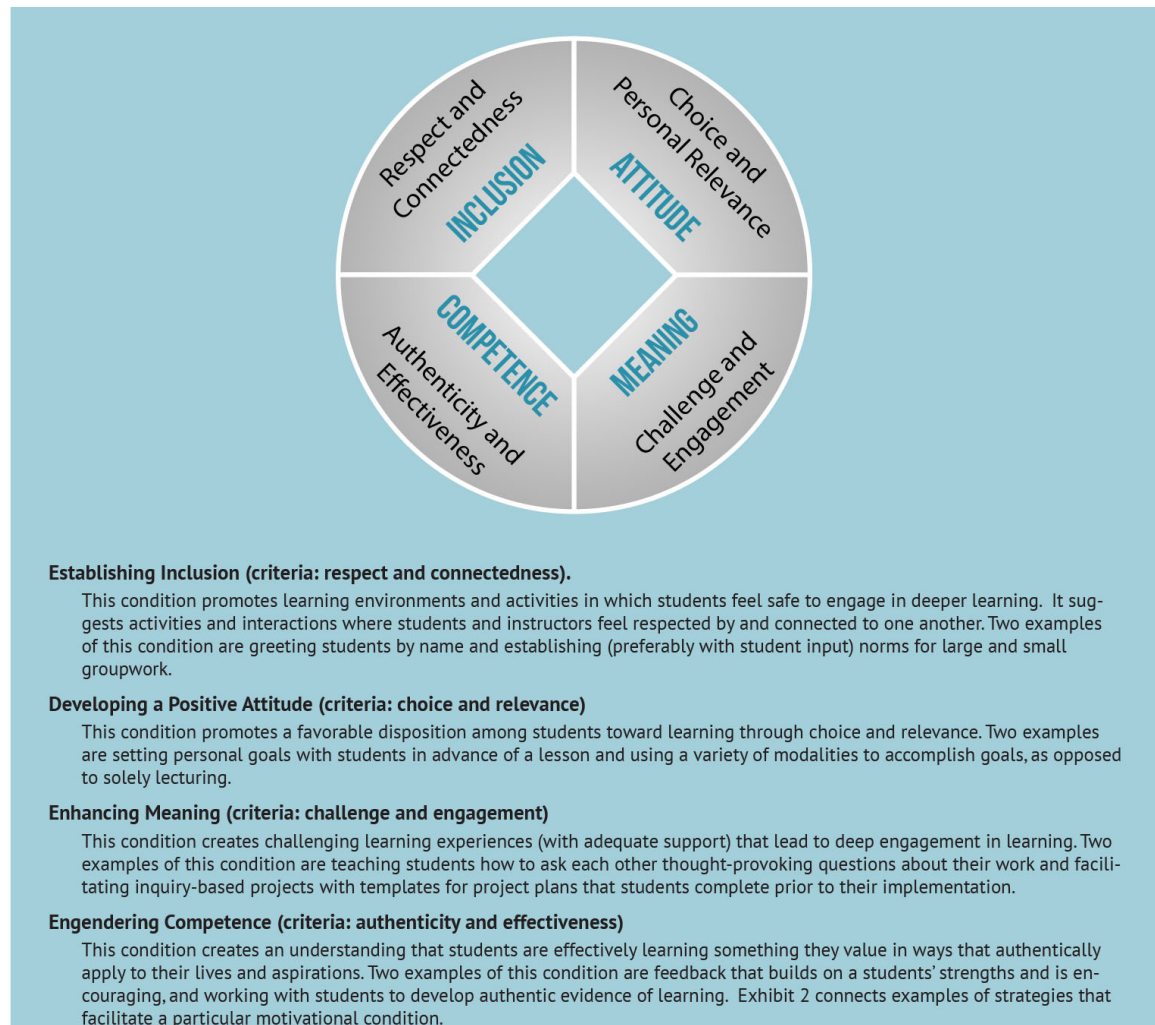 Respect and
Connectedness
INCLUSION
Choice and
Personal Relevance
ATTITUDE
COMPETENCE
Authenticity and
Effectiveness
MEANING
Challenge and
Engagement
Establishing Inclusion (criteria: respect and connectedness).
This condition promotes learning environments and activities in which students feel safe to engage in deeper learning.  It sug-
gests activities and interactions where students and instructors feel respected by and connected to one another. Two examples
of this condition are greeting students by name and establishing (preferably with student input) norms for large and small
groupwork.
Developing a Positive Attitude (criteria: choice and relevance)
This condition promotes a favorable disposition among students toward learning through choice and relevance. Two examples
are setting personal goals with students in advance of a lesson and using a variety of modalities to accomplish goals, as opposed
to solely lecturing.
Enhancing Meaning (criteria: challenge and engagement)
This condition creates challenging learning experiences (with adequate support) that lead to deep engagement in learning. Two
examples of this condition are teaching students how to ask each other thought-provoking questions about their work and facili-
tating inquiry-based projects with templates for project plans that students complete prior to their implementation.
Engendering Competence (criteria: authenticity and effectiveness)
This condition creates an understanding that students are effectively learning something they value in ways that authentically
apply to their lives and aspirations. Two examples of this condition are feedback that builds on a students' strengths and is en-
couraging, and working with students to develop authentic evidence of learning.  Exhibit 2 connects examples of strategies that
facilitate a particular motivational condition.